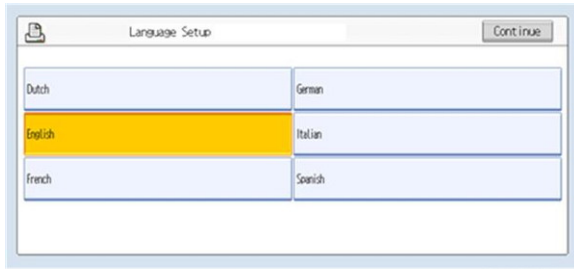 Language Setup
Continue
Dutch
German
English
Italian
French
Spanish